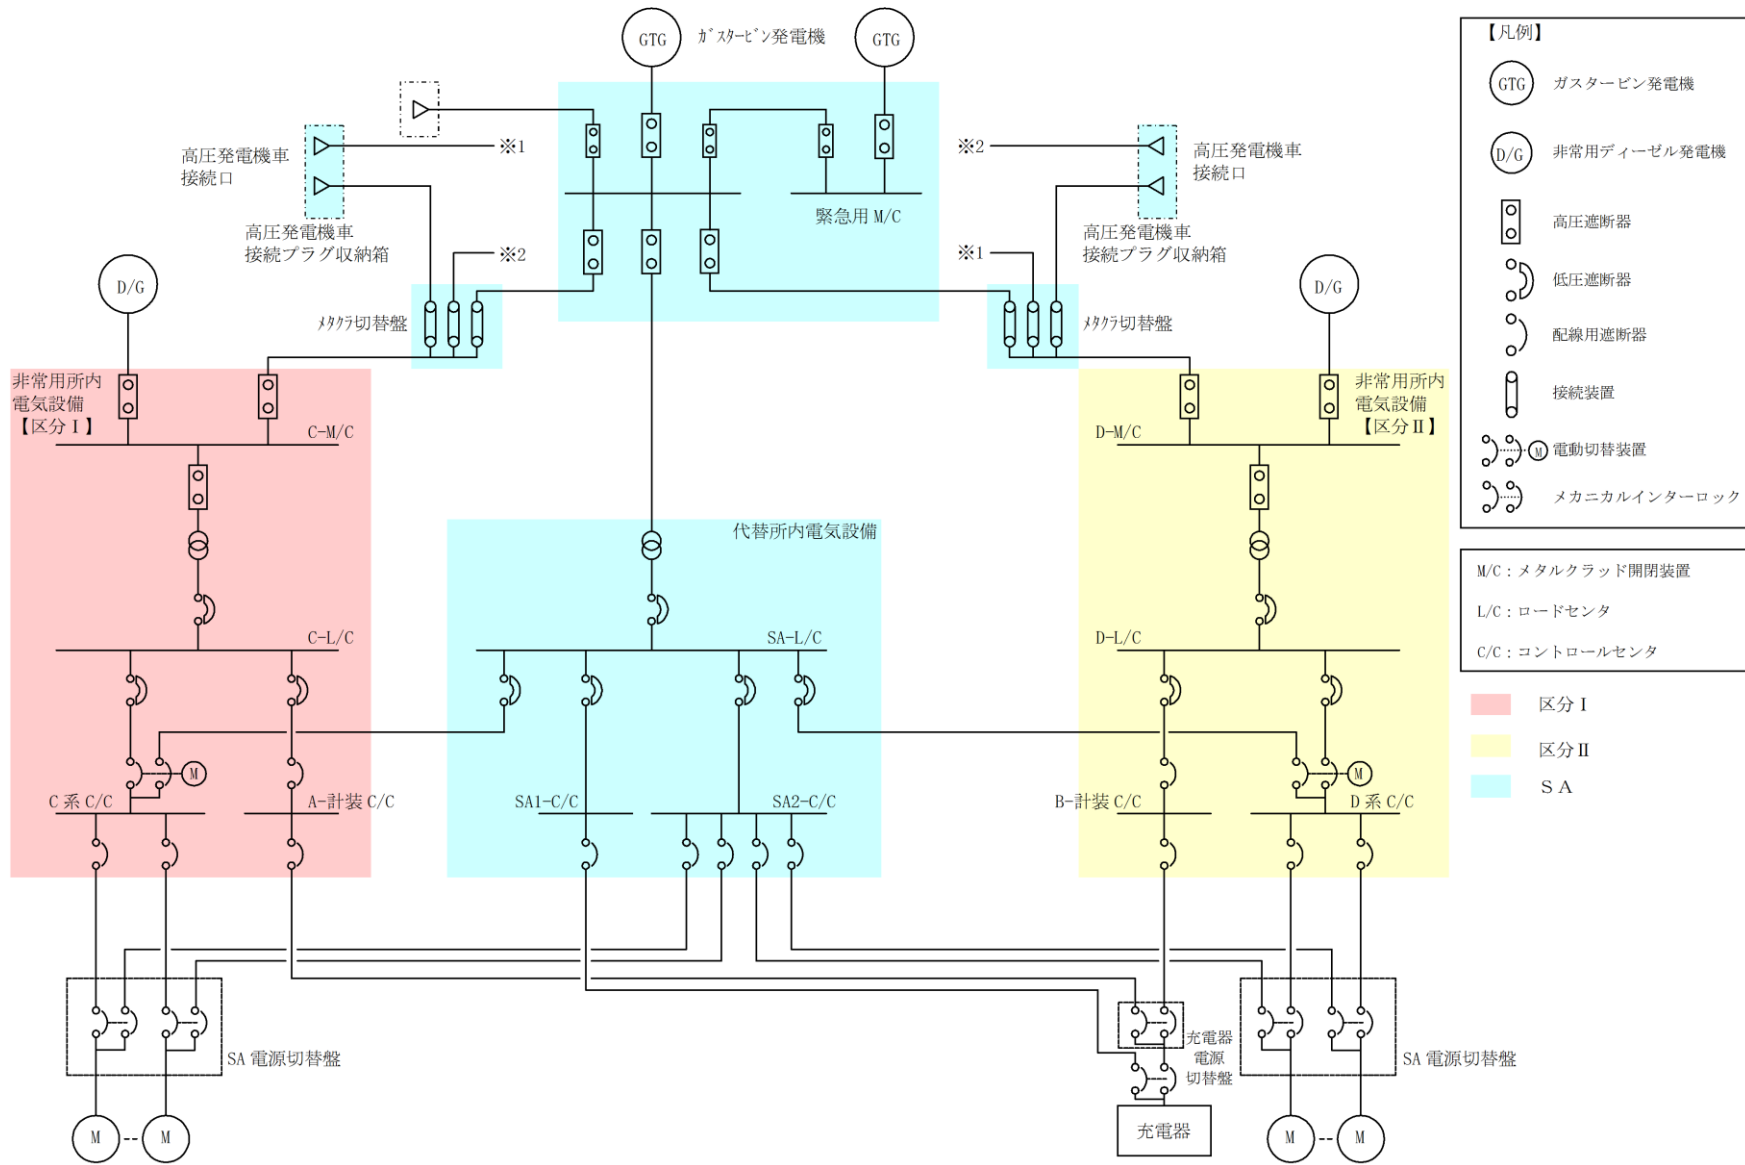 GTG
ガスタービン発電機
GTG
【凡例】
GTG
ガスタービン発電機
D/G
非常用ディーゼル発電機
高圧遮断器
低圧遮断器
配線用遮断器
接続装置
M
電動切替装置
メカニカルインターロック
M/C:メタルクラッド開閉装置
L/C:ロードセンタ
C/C:コントロールセンタ
区分Ⅰ
区分Ⅱ
SA
高圧発電機車
接続口
※1
※2
高圧発電機車
接続口
緊急用 M/C
高圧発電機車
接続プラグ収納箱
※2
※1
高圧発電機車
接続プラグ収納箱
D/G
D/G
メタクラ切替盤
メタクラ切替盤
非常用所内
電気設備
【区分Ⅰ】
非常用所内
電気設備
【区分Ⅱ】
C-M/C
D-M/C
代替所内電気設備
C-L/C
SA-L/C
D-L/C
M
M
C系 C/C
A-計装 C/C
SA1-C/C
SA2-C/C
B-計装 C/C
D系 C/C
SA 電源切替盤
充電器
電源
切替盤
SA 電源切替盤
M
M
充電器
M
M